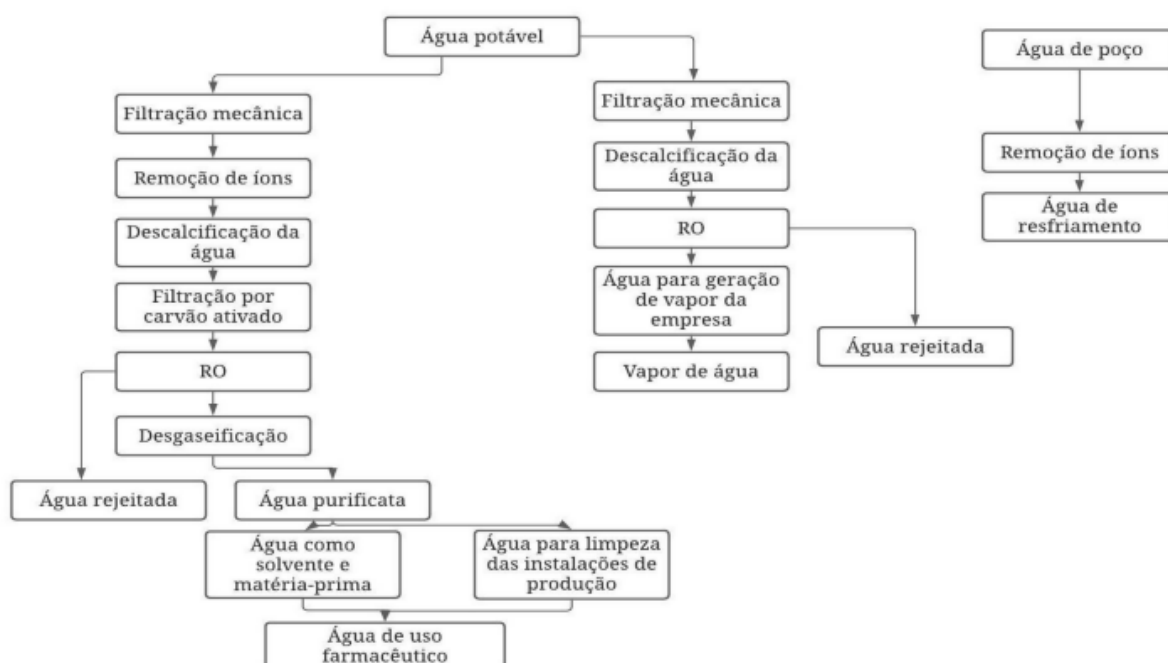 Água potável
Filtração mecânica
Remoção de íons
Descalcificação da
água
Filtração por
carvão ativado
RO
Desgaseificação
Água rejeitada
Água purificata
Água como
solvente e
matéria-prima
Água para limpeza
das instalações de
produção
Água de uso
farmacêutico
Filtração mecânica
Descalcificação da
água
RO
Água para geração
de vapor da
empresa
Vapor de água
Água rejeitada
Água de poço
Remoção de íons
Água de
resfriamento